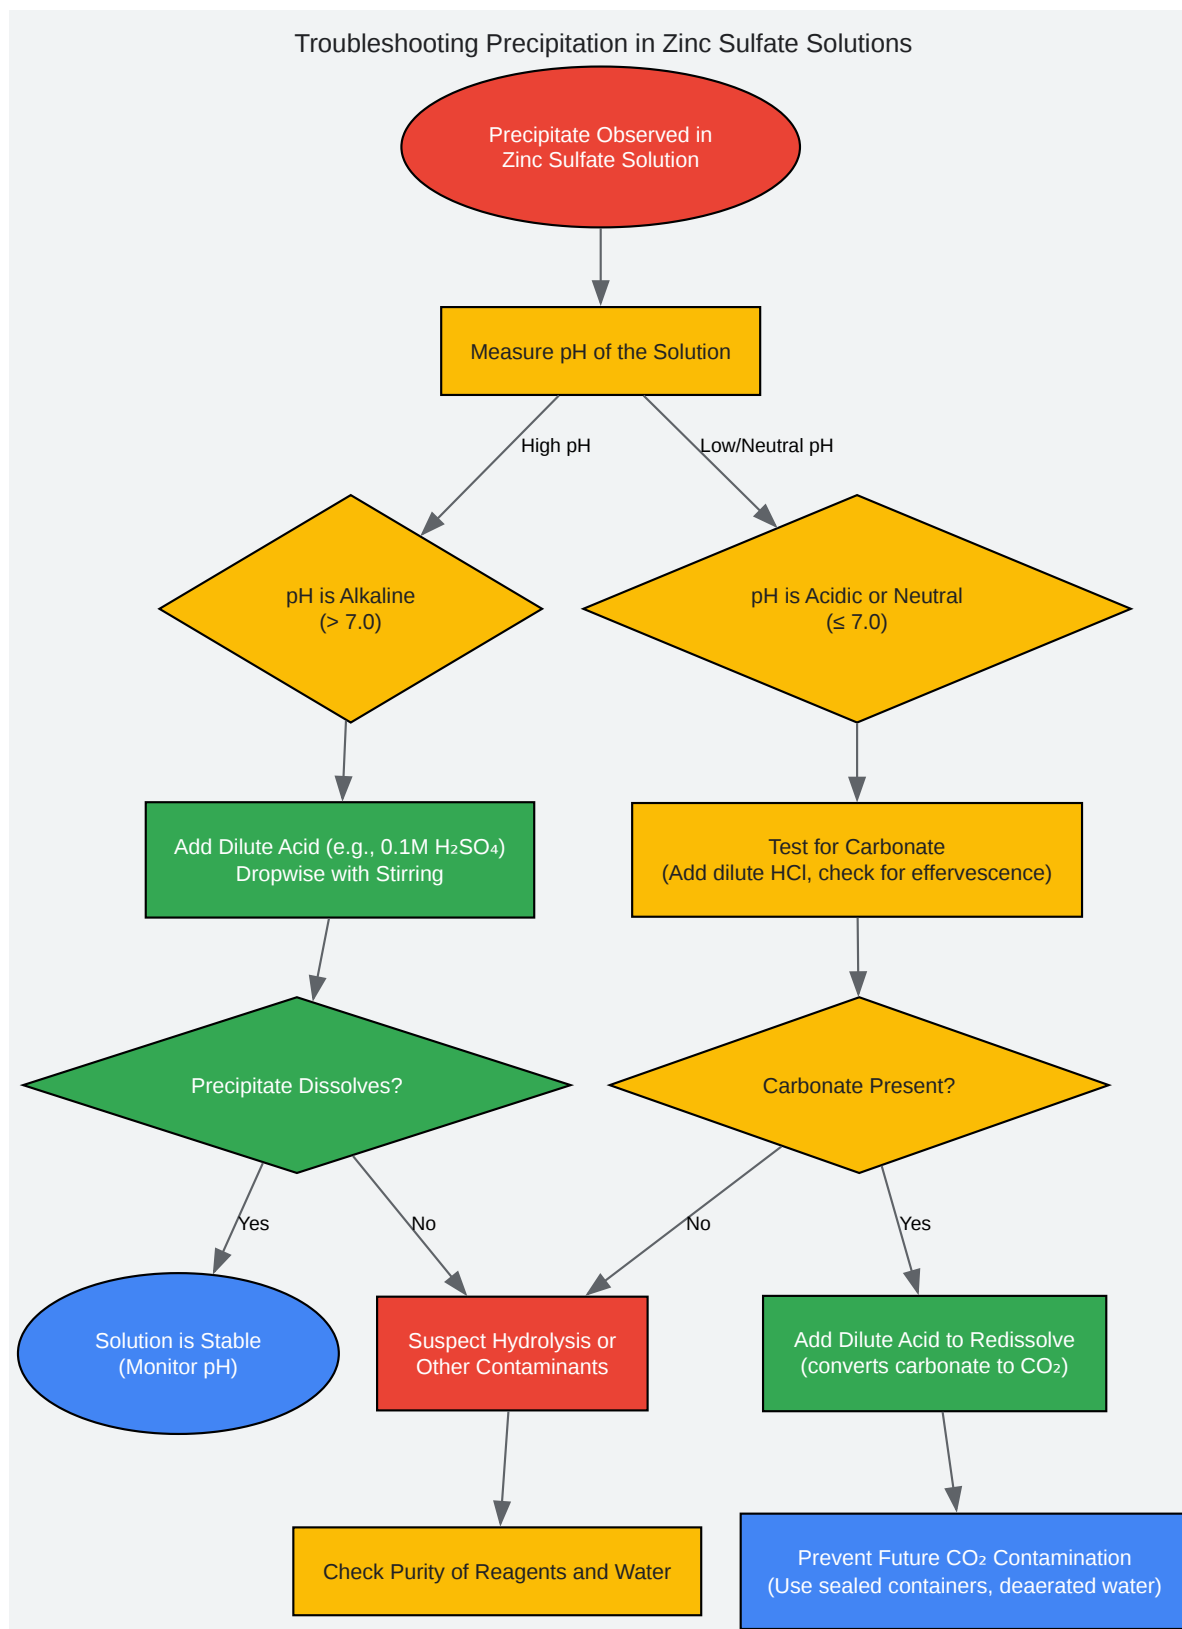 Troubleshooting Precipitation in Zinc Sulfate Solutions
Precipitate Observed in
Zinc Sulfate Solution
Measure pH of the Solution
High pH
Low/Neutral pH
pH is Alkaline
(> 7.0)
pH is Acidic or Neutral
(≤ 7.0)
Add Dilute Acid (e.g., 0.1M H₂SO₄)
Dropwise with Stirring
Test for Carbonate
(Add dilute HCl, check for effervescence)
Precipitate Dissolves?
Carbonate Present?
Yes
No
No
Yes
Solution is Stable
(Monitor pH)
Suspect Hydrolysis or
Other Contaminants
Add Dilute Acid to Redissolve
(converts carbonate to CO₂)
Check Purity of Reagents and Water
Prevent Future CO₂ Contamination
(Use sealed containers, deaerated water)